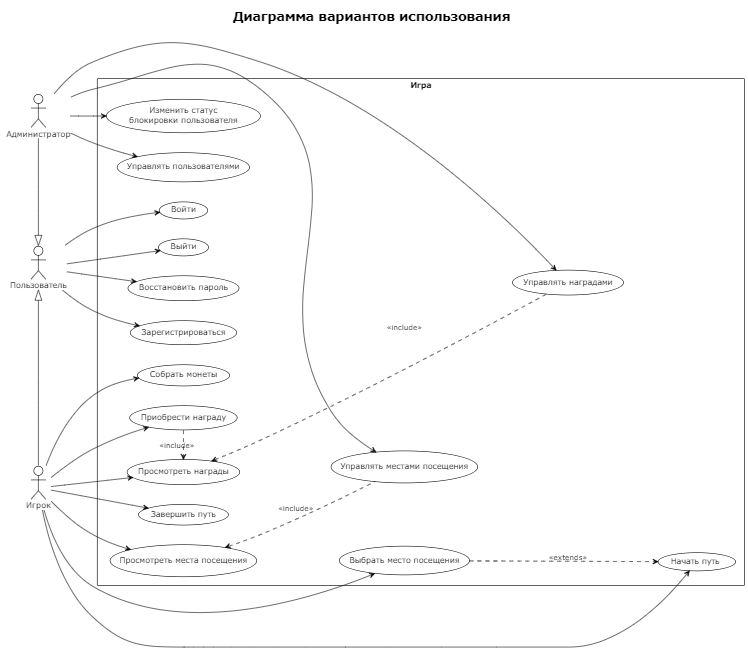 Диаграмма вариантов использования
Игра
Администратор
Изменить статус
блокировки пользователя
Управлять пользователями
Войти
Выйти
Пользователь
Восстановить пароль
Управлять наградами
Зарегистрироваться
«include»
Собрать монеты
Приобрести награду
«include»
Просмотреть награды
Управлять местами посещения
Игрок
Завершить путь
«include»
Просмотреть места посещения
Выбрать место посещения
«extends»
Начать путь